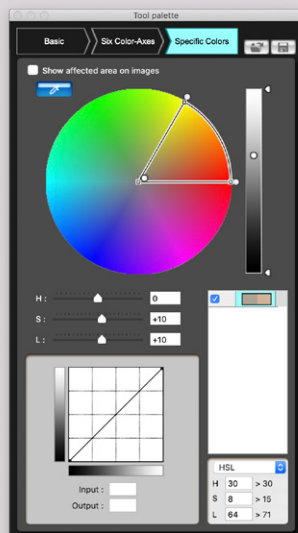 Tool palette
Basic
Six Color-Axes
Specific Colors
Show affected area on images
H : 0
S : +10
L : +10
Input :
Output :
HSL
H 30 > 30
S 8 > 15
L 64 > 71